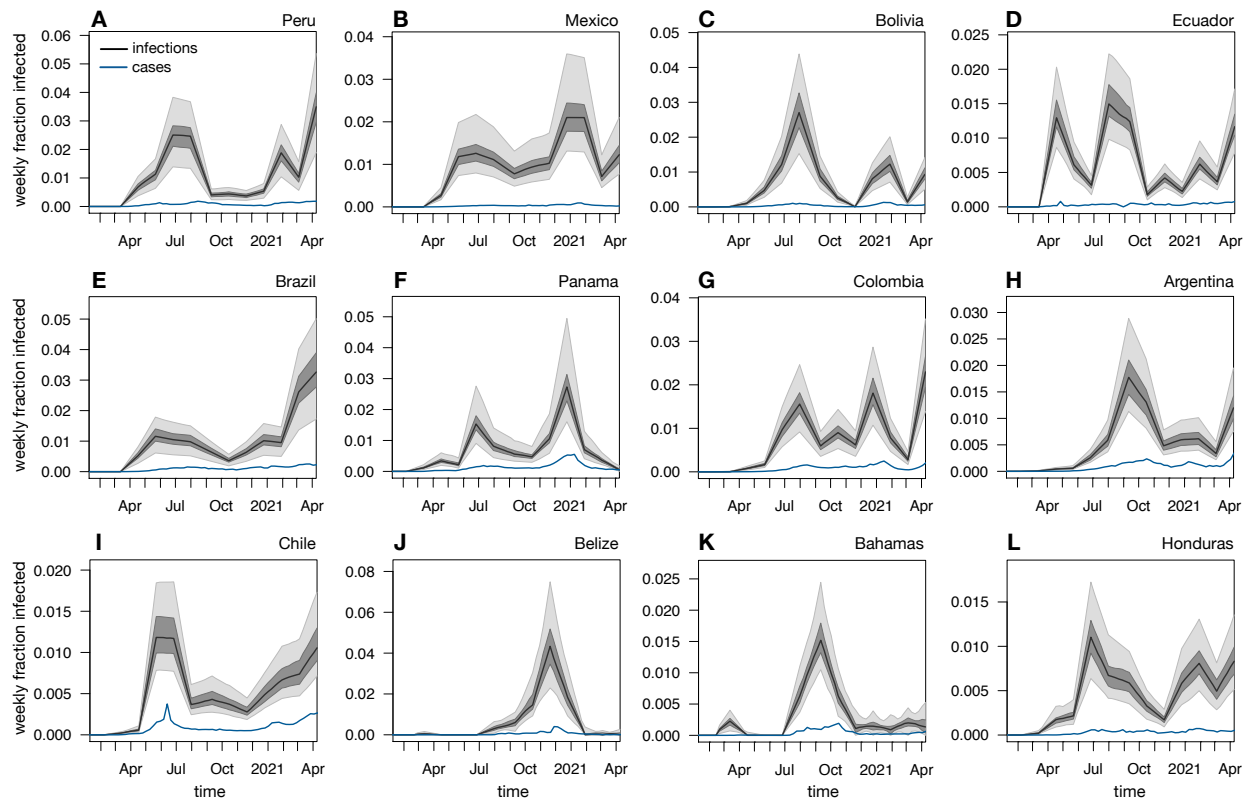 A Peru
B Mexico
C Bolivia
D Ecuador
weekly fraction infected
0.06
0.05
0.04
0.03
0.02
0.01
0.00
infections
cases
Apr Jul Oct 2021 Apr
0.04
0.03
0.02
0.01
0.00
Apr Jul Oct 2021 Apr
0.05
0.04
0.03
0.02
0.01
0.00
Apr Jul Oct 2021 Apr
0.025
0.020
0.015
0.010
0.005
0.000
Apr Jul Oct 2021 Apr
E Brazil
F Panama
G Colombia
H Argentina
weekly fraction infected
0.05
0.04
0.03
0.02
0.01
0.00
Apr Jul Oct 2021 Apr
0.05
0.04
0.03
0.02
0.01
0.00
Apr Jul Oct 2021 Apr
0.04
0.03
0.02
0.01
0.00
Apr Jul Oct 2021 Apr
0.030
0.025
0.020
0.015
0.010
0.005
0.000
Apr Jul Oct 2021 Apr
I Chile
J Belize
K Bahamas
L Honduras
weekly fraction infected
0.020
0.015
0.010
0.005
0.000
Apr Jul Oct 2021 Apr
time
0.08
0.06
0.04
0.02
0.00
Apr Jul Oct 2021 Apr
time
0.025
0.020
0.015
0.010
0.005
0.000
Apr Jul Oct 2021 Apr
time
0.015
0.010
0.005
0.000
Apr Jul Oct 2021 Apr
time